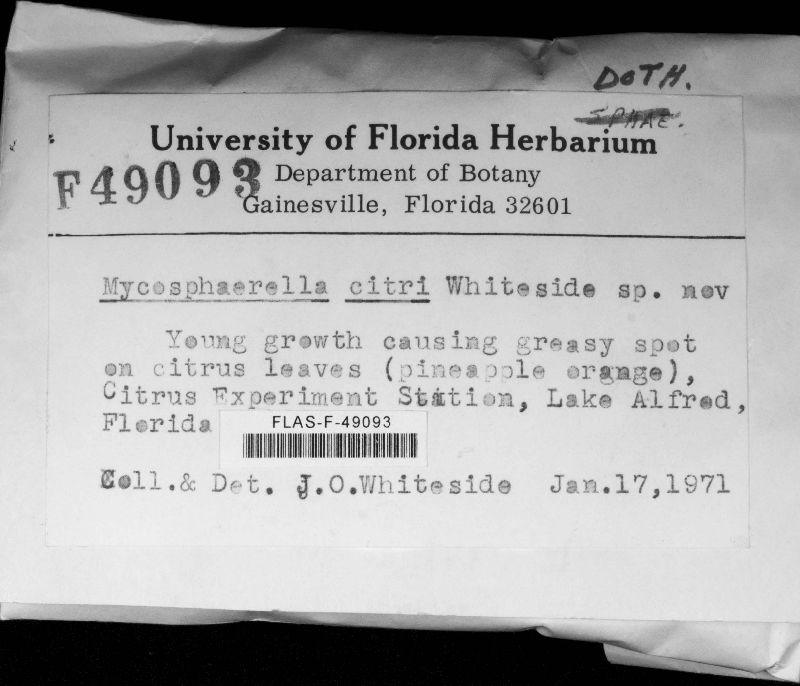 DOTH.
SPHAE.
University of Florida Herbarium
F49093 Department of Botany
Gainesville, Florida 32601
Mycosphaerella citri Whiteside sp. nov
Young growth causing greasy spot
on citrus leaves (pineapple orange),
Citrus Experiment Station, Lake Alfred,
Florida
FLAS-F-49093
Coll.& Det. J.O.Whiteside Jan.17,1971